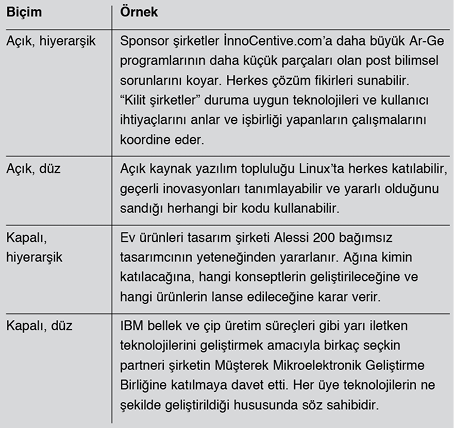 Biçim Örnek
Açık, hiyerarşik Sponsor şirketler İnnoCentive.com’a daha büyük Ar-Ge
programlarının daha küçük parçaları olan post bilimsel
sorunlarını koyar. Herkes çözüm fikirleri sunabilir.
“Kilit şirketler” duruma uygun teknolojileri ve kullanıcı
ihtiyaçlarını anlar ve işbirliği yapanların çalışmalarını
koordine eder.
Açık, düz Açık kaynak yazılım topluluğu Linux’ta herkes katılabilir,
geçerli inovasyonları tanımlayabilir ve yararlı olduğunu
sandığı herhangi bir kodu kullanabilir.
Kapalı, Ev ürünleri tasarım şirketi Alessi 200 bağımsız
hiyerarşik tasarımcının yeteneğinden yararlanır. Ağına kimin
katılacağına, hangi konseptlerin geliştirileceğine ve
hangi ürünlerin lanse edileceğine karar verir.
Kapalı, düz IBM bellek ve çip üretim süreçleri gibi yarı iletken
teknolojilerini geliştirmek amacıyla birkaç seçkin
partneri şirketin Müşterek Mikroelektronik Geliştirme
Birliğine katılmaya davet etti. Her üye teknolojilerin ne
şekilde geliştirildiği hususunda söz sahibidir.